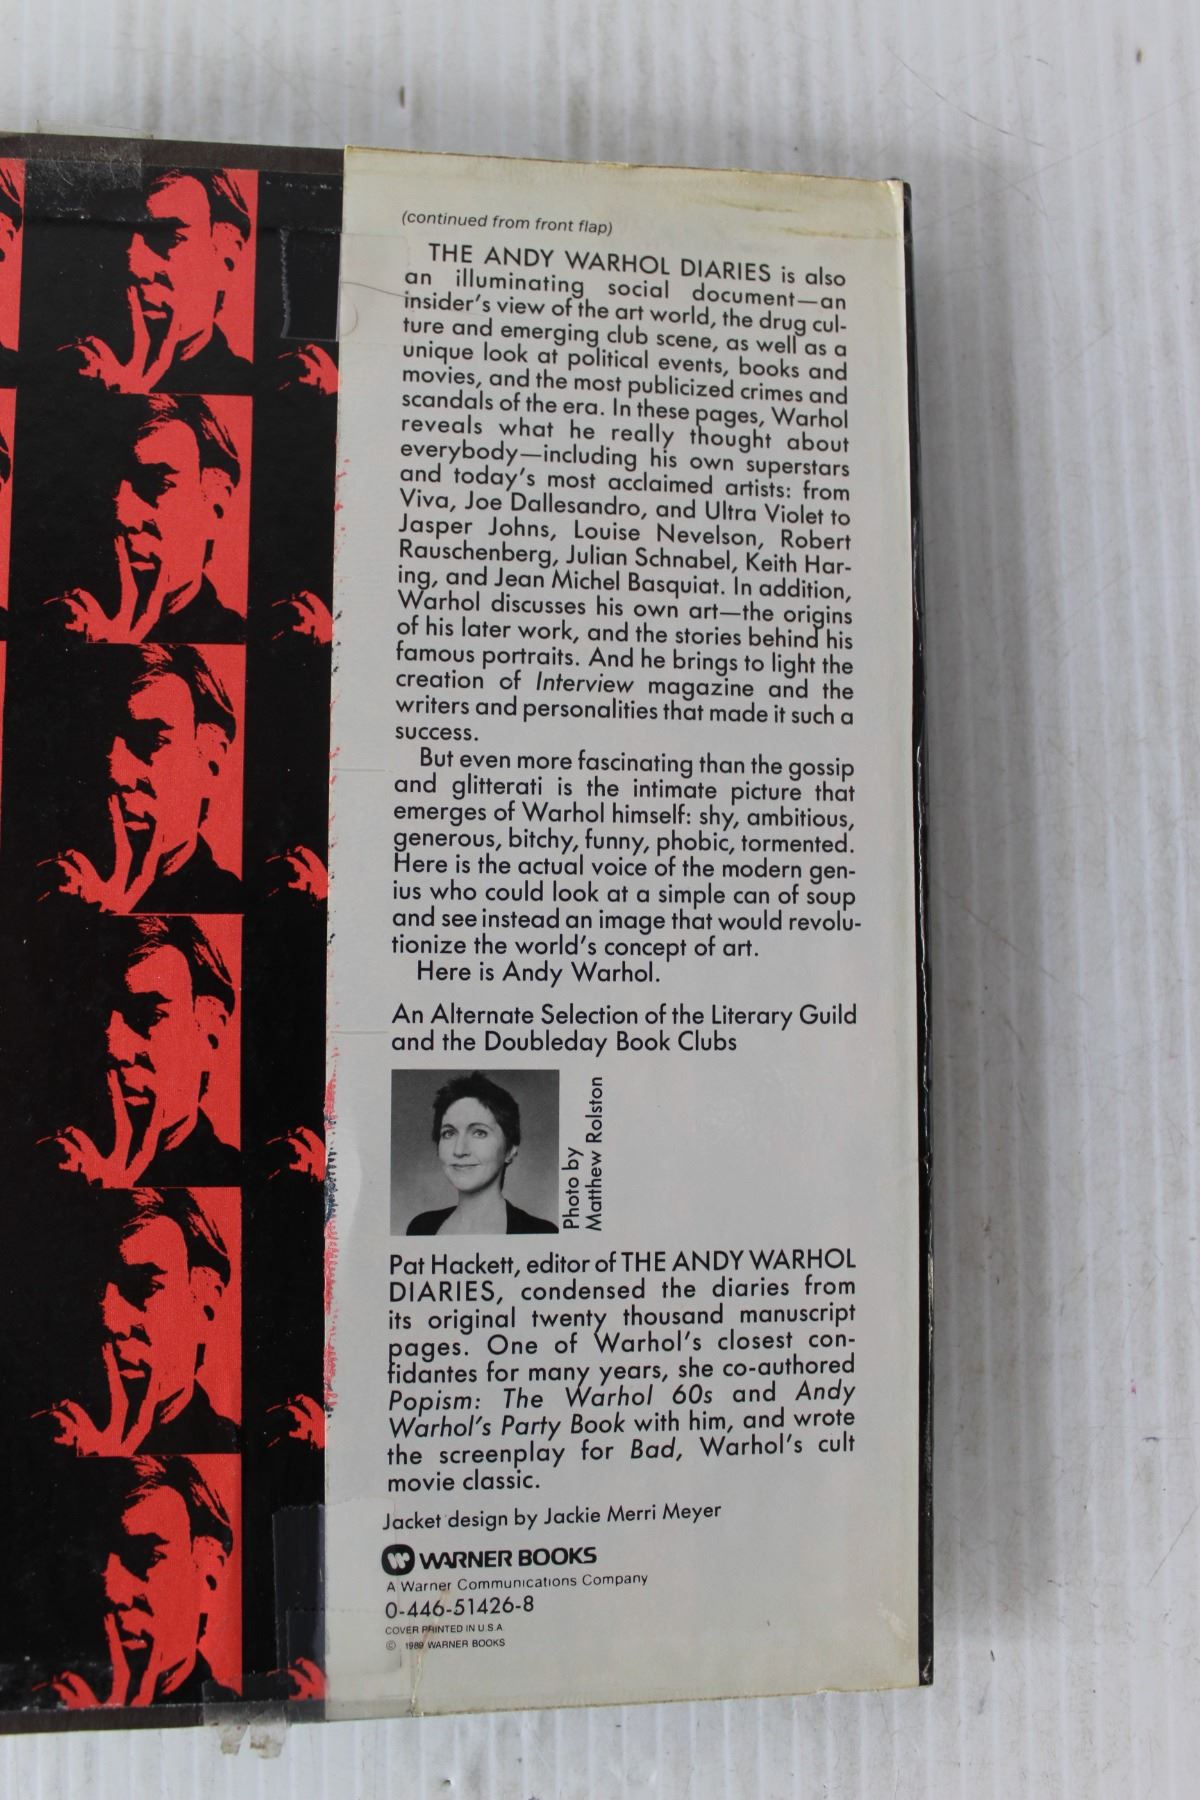 (continued from front flap)
THE ANDY WARHOL DIARIES is also
an illuminating social document—an
insider's view of the art world, the drug cul-
ture and emerging club scene, as well as a
unique look at political events, books and
movies, and the most publicized crimes and
scandals of the era. In these pages, Warhol
reveals what he really thought about
everybody—including his own superstars
and today's most acclaimed artists: from
Viva, Joe Dallesandro, and Ultra Violet to
Jasper Johns, Louise Nevelson, Robert
Rauschenberg, Julian Schnabel, Keith Har-
ing, and Jean Michel Basquiat. In addition,
Warhol discusses his own art—the origins
of his later work, and the stories behind his
famous portraits. And he brings to light the
creation of Interview magazine and the
writers and personalities that made it such a
success.
But even more fascinating than the gossip
and glitterati is the intimate picture that
emerges of Warhol himself: shy, ambitious,
generous, bitchy, funny, phobic, tormented.
Here is the actual voice of the modern gen-
ius who could look at a simple can of soup
and see instead an image that would revolu-
tionize the world's concept of art.
Here is Andy Warhol.
An Alternate Selection of the Literary Guild
and the Doubleday Book Clubs
Photo by
Matthew Rolston
Pat Hackett, editor of THE ANDY WARHOL
DIARIES, condensed the diaries from
its original twenty thousand manuscript
pages. One of Warhol's closest con-
fidantes for many years, she co-authored
Popism: The Warhol 60s and Andy
Warhol's Party Book with him, and wrote
the screenplay for Bad, Warhol's cult
movie classic.
Jacket design by Jackie Merri Meyer
WARNER BOOKS
A Warner Communications Company
0-446-51426-8
COVER PRINTED IN U.S.A.
© 1989 WARNER BOOKS